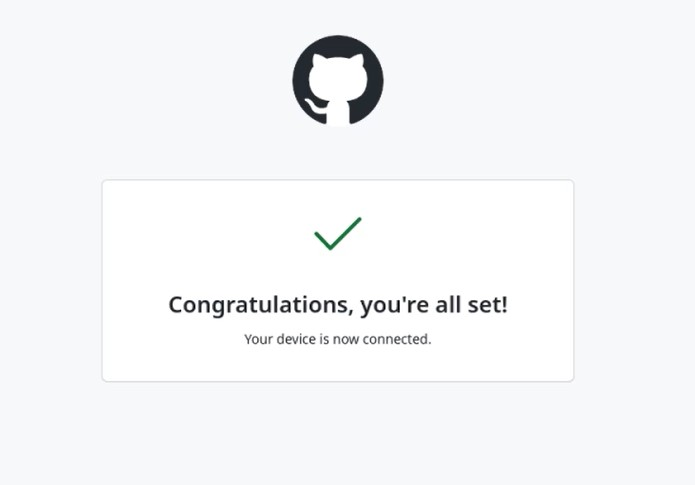 Congratulations, you're all set!
Your device is now connected.